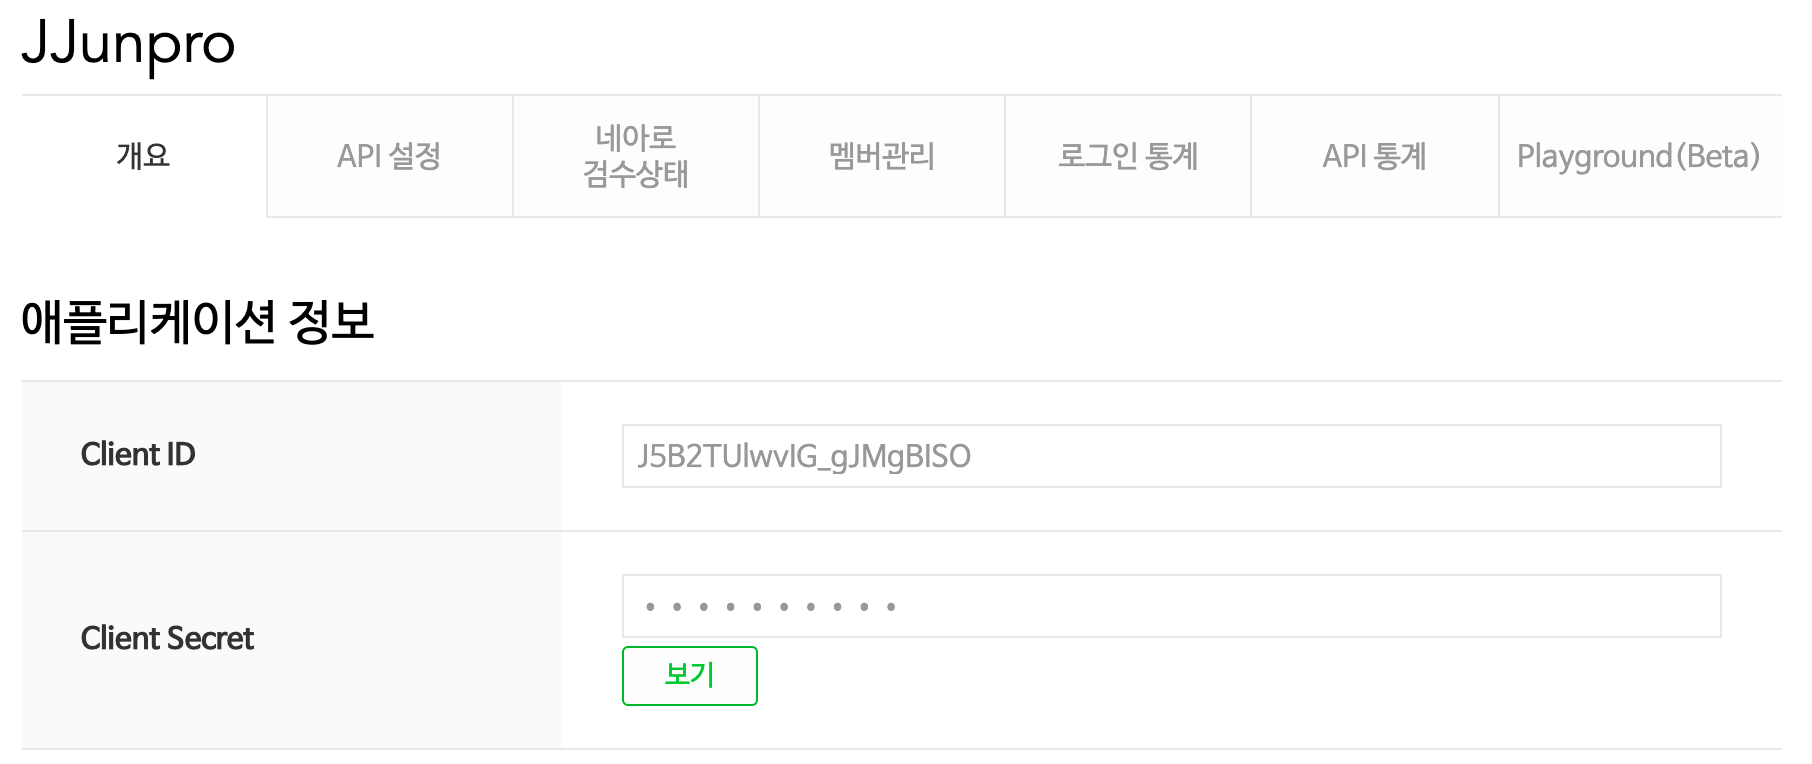 JJunpro
개요
API 설정
네아로
검수상태
멤버관리
로그인 통계
API 통계
Playground(Beta)
애플리케이션 정보
Client ID
J5B2TUlwvIG_gJMgBISO
Client Secret
••••••••••
보기